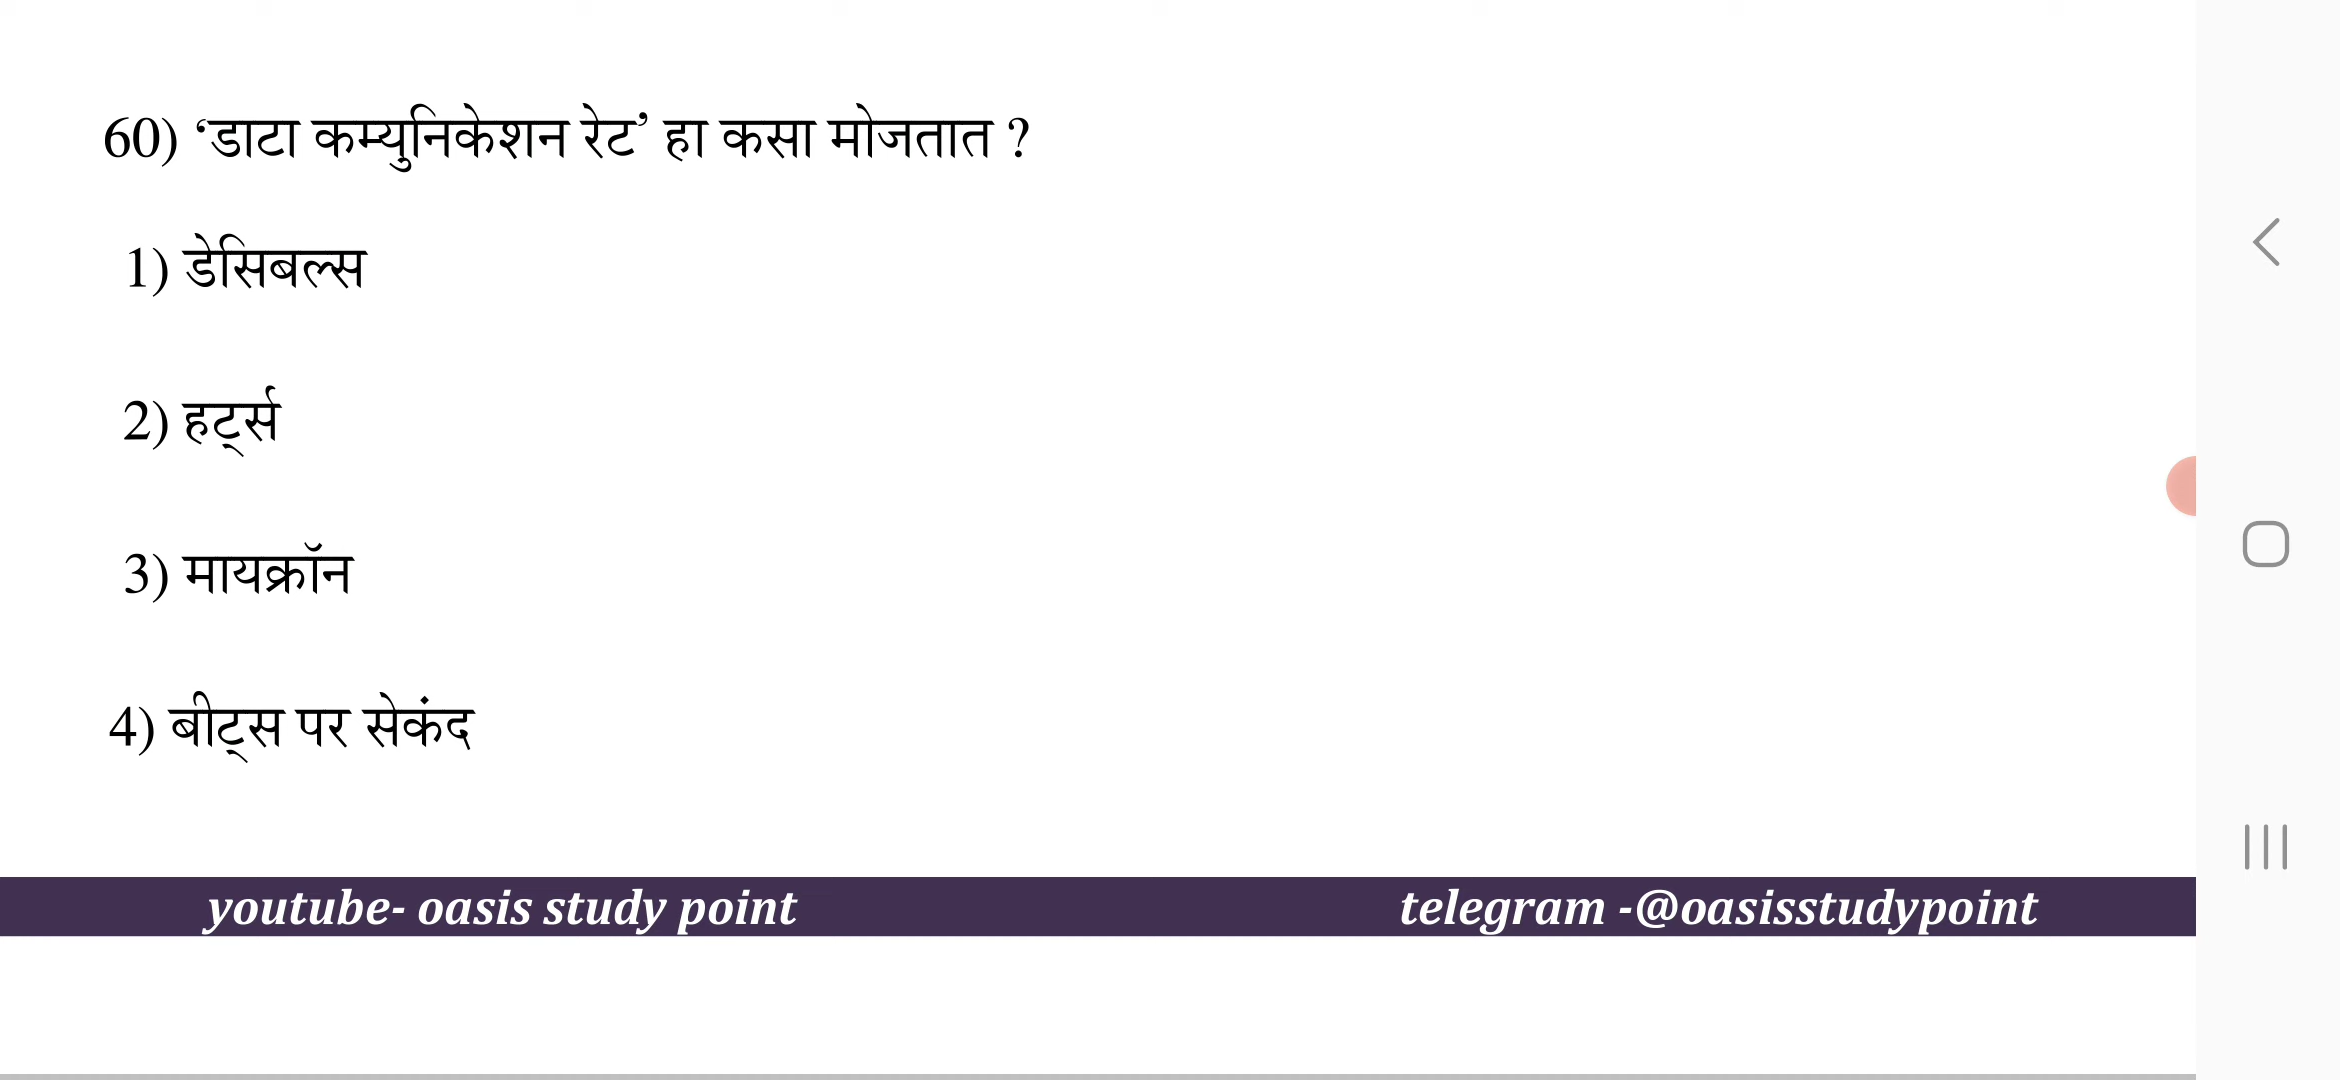 60) ‘डाटा कम्युनिकेशन रेट’ हा कसा मोजतात ?
1) डेसिबल्स
2) हर्ट्स
3) मायक्रॉन
4) बीट्स पर सेकंद
youtube- oasis study point telegram -@oasisstudypoint